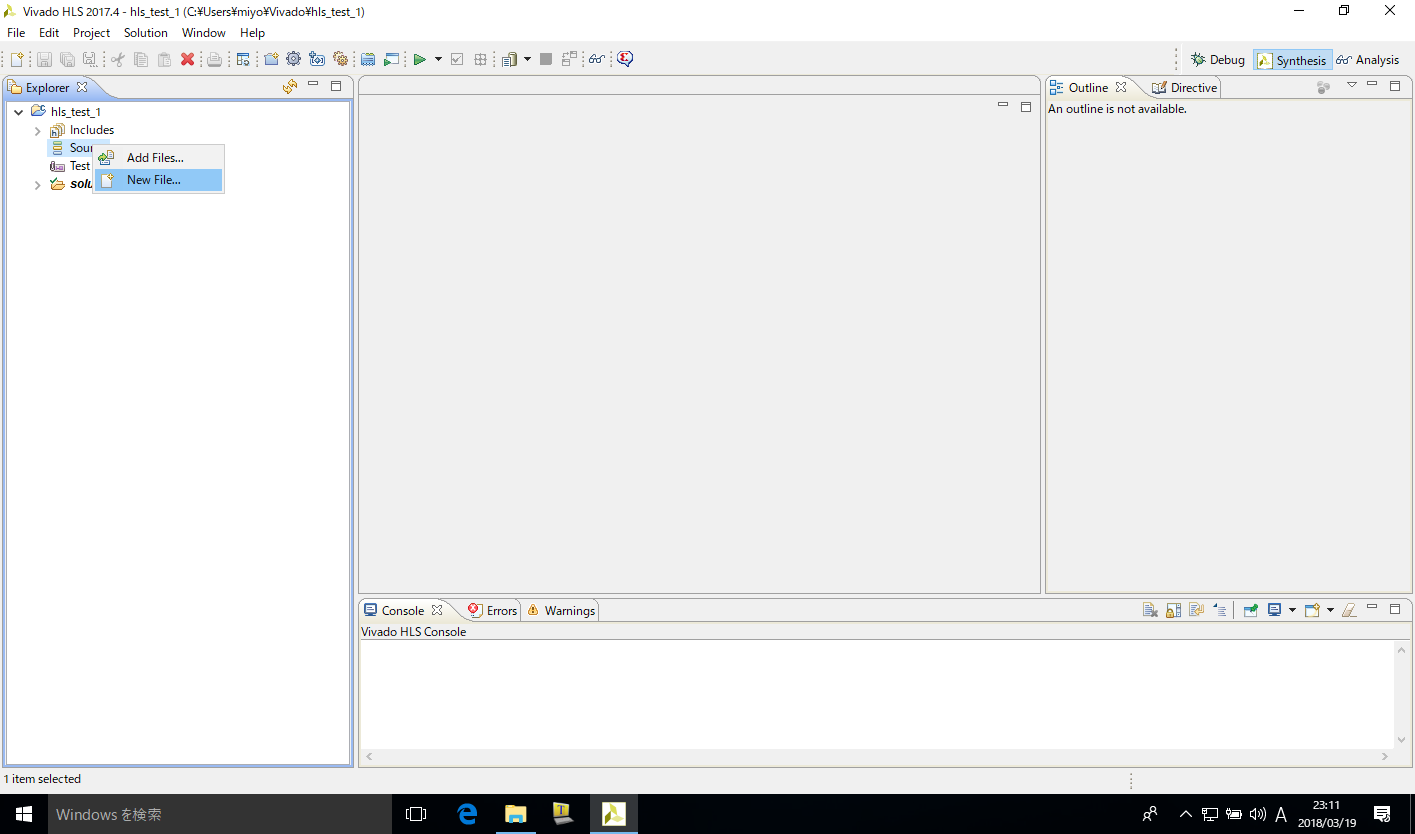 Vivado HLS 2017.4 - hls_test_1 (C:¥Users¥miyo¥Vivado¥hls_test_1)
File Edit Project Solution Window Help
Debug Synthesis Analysis
Explorer
Outline Directive
hls_test_1
An outline is not available.
Includes
Sour
Add Files...
Test
New File...
solu
Console Errors Warnings
Vivado HLS Console
1 item selected
Windows を検索
A
23:11
2018/03/19